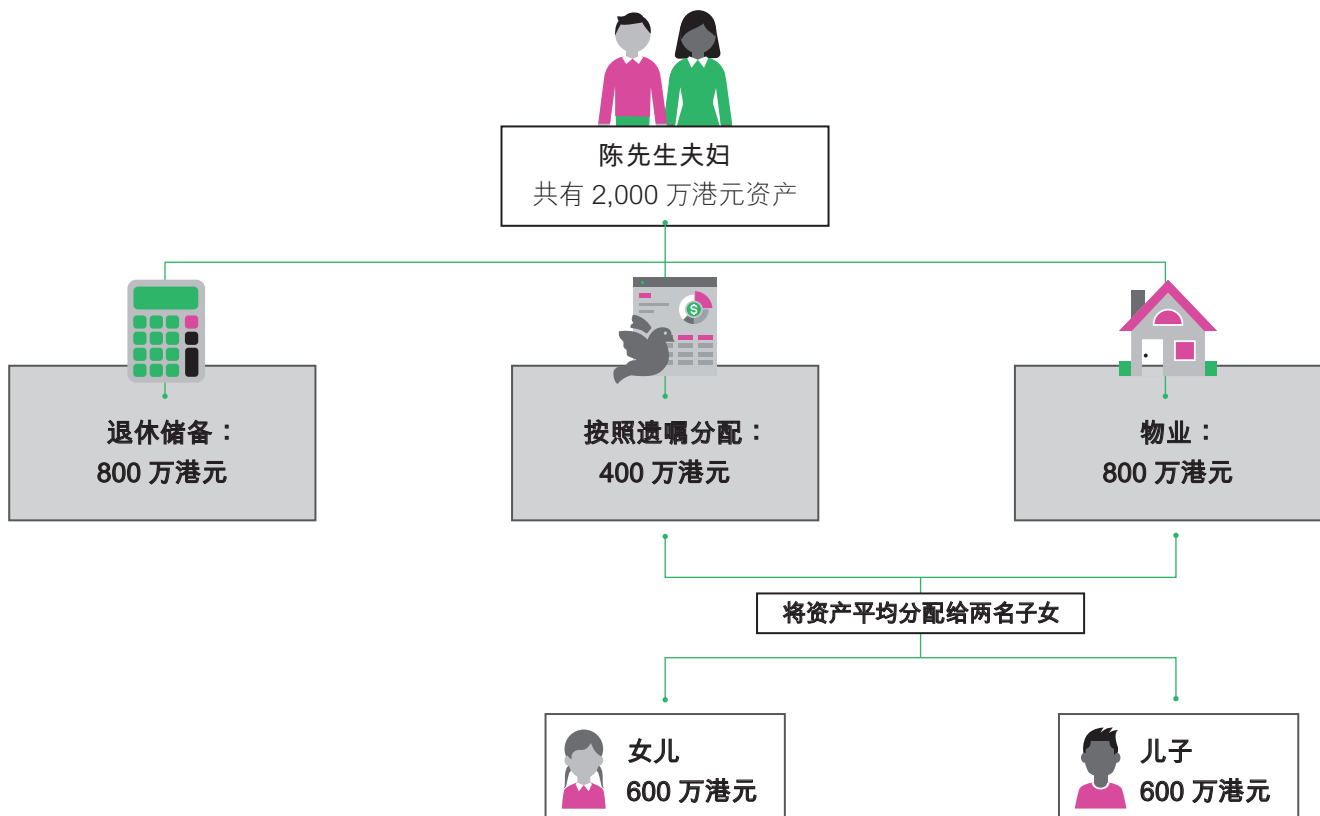 陈先生夫妇
共有 2,000 万港元资产
$
退休储备：
800 万港元
按照遗嘱分配：
400 万港元
物业：
800 万港元
将资产平均分配给两名子女
女儿
600 万港元
儿子
600 万港元